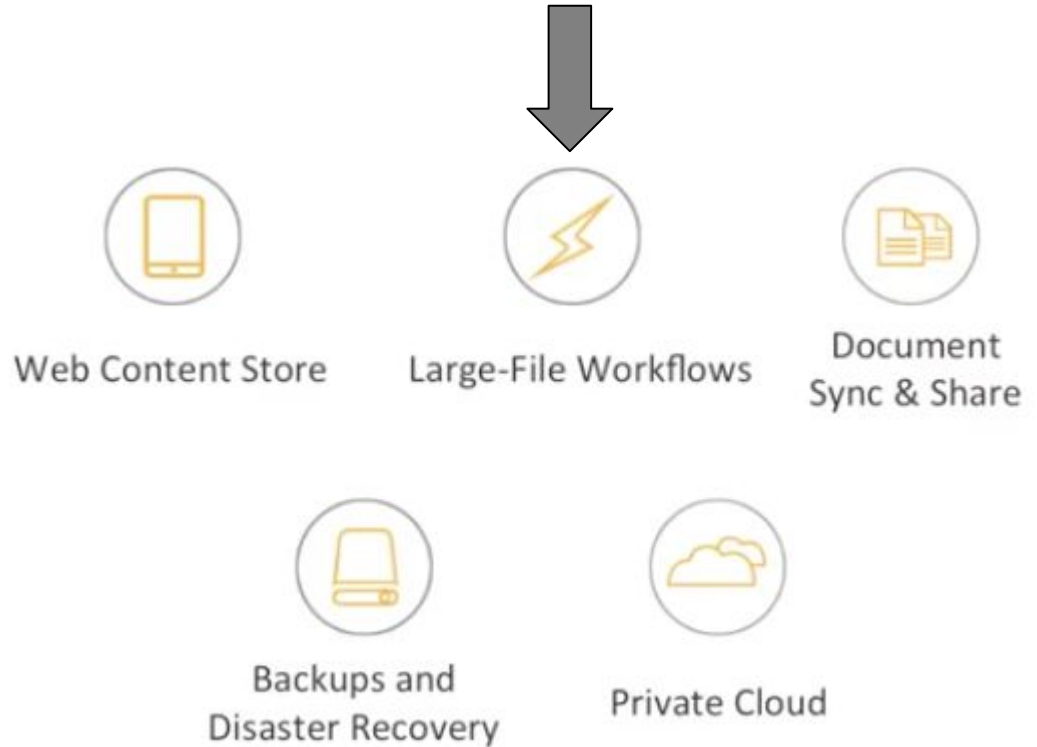 Web Content Store
Large-File Workflows
Document
Sync & Share
Backups and
Disaster Recovery
Private Cloud